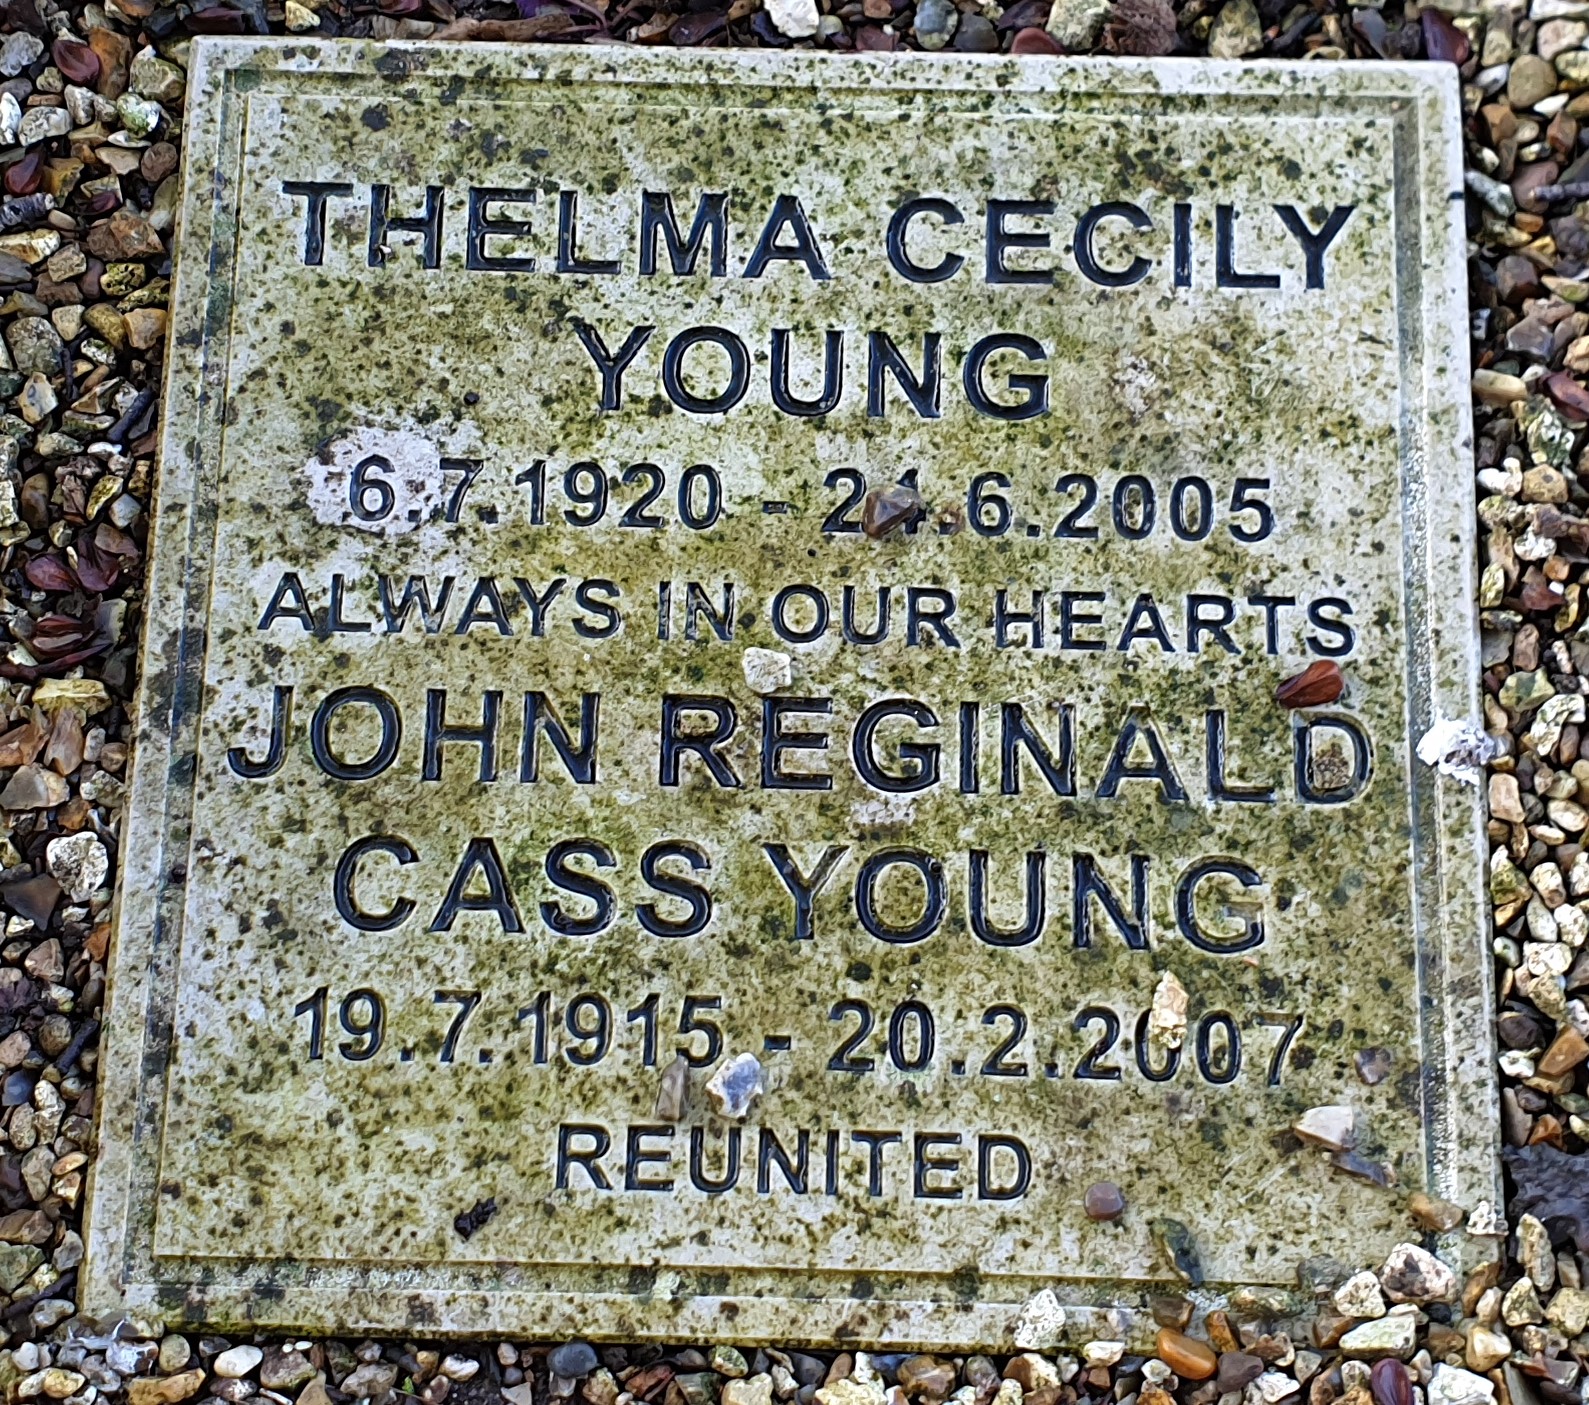 THELMA CECILY
YOUNG
6.7.1920 - 24.6.2005
ALWAYS IN OUR HEARTS
JOHN REGINALD
CASS YOUNG
19.7.1915 - 20.2.2007
REUNITED